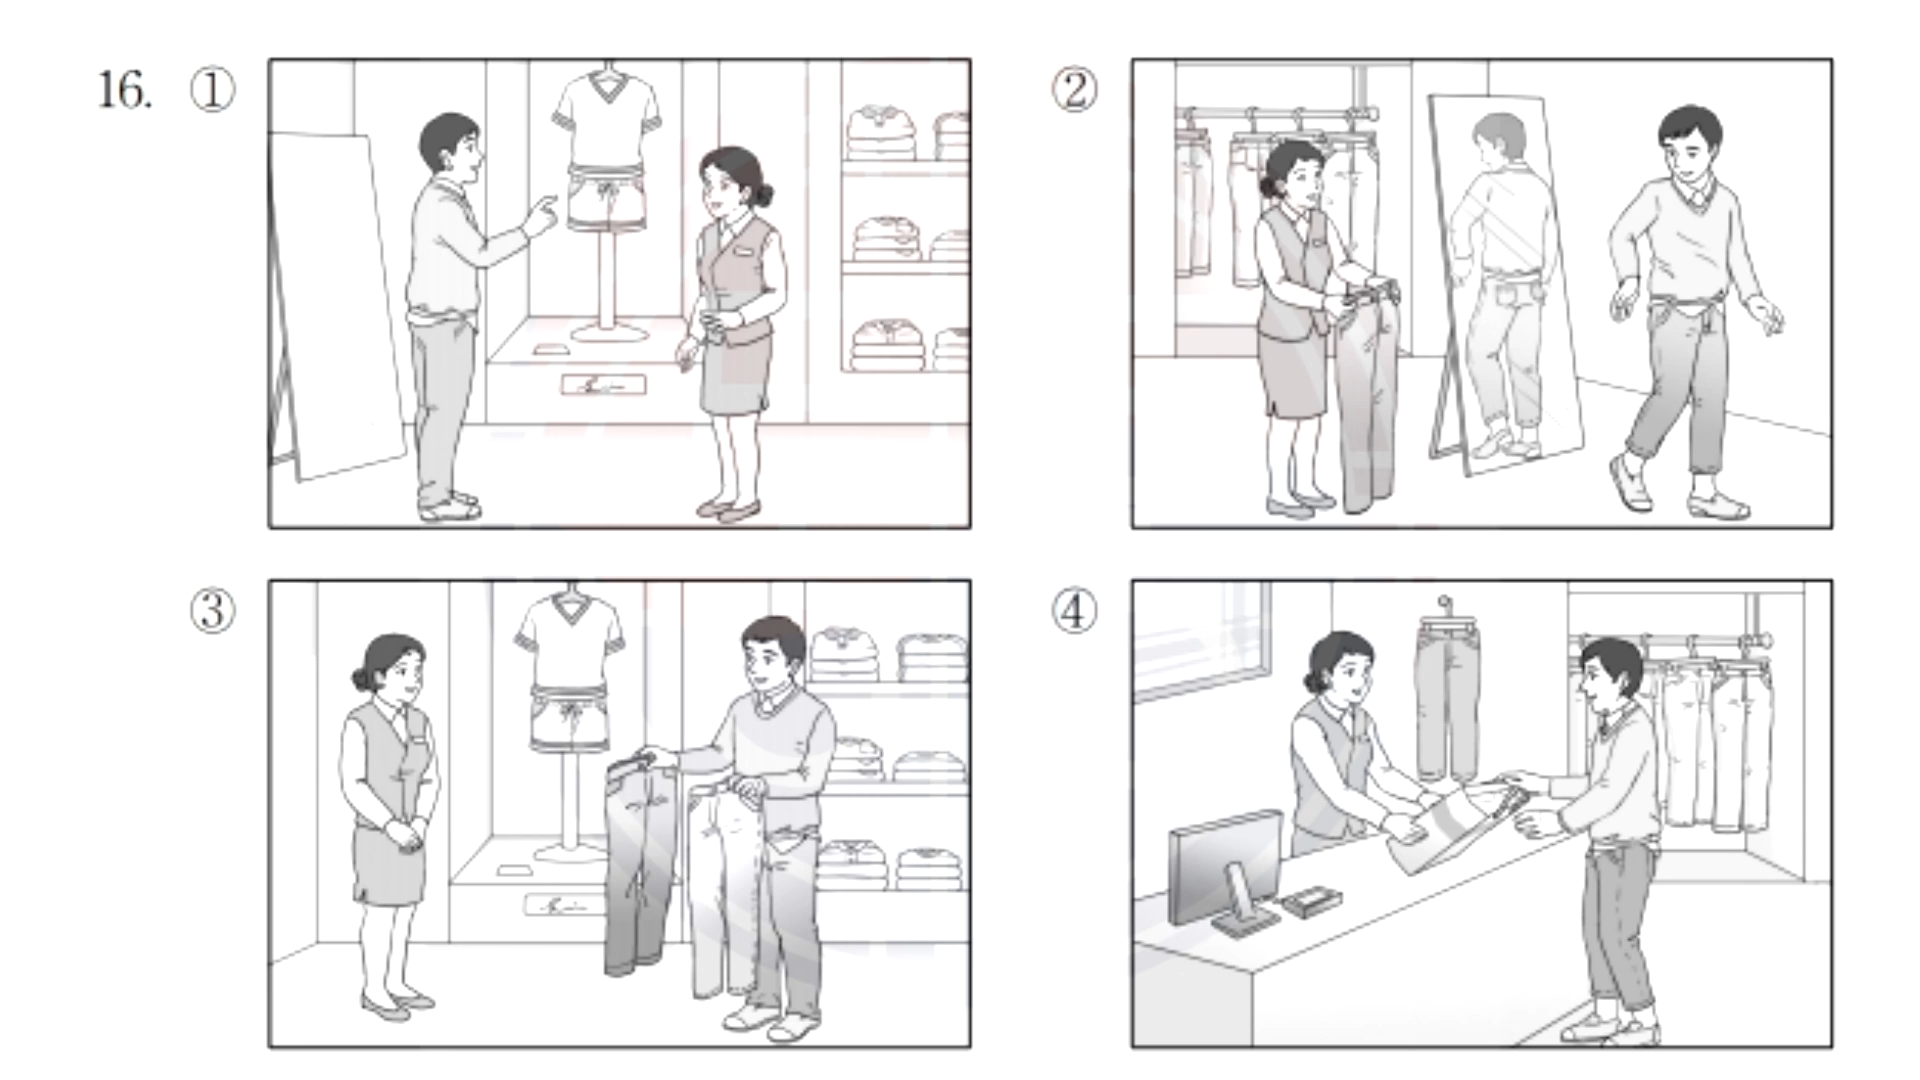 16. ①
②
③
④